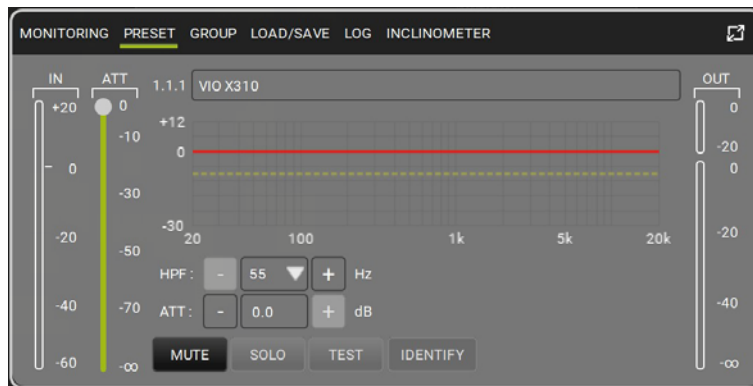 MONITORING PRESET GROUP LOAD/SAVE LOG INCLINOMETER
IN ATT OUT
1.1.1 VIO X310
+20 0 0
+12
-10
0
-20
0 0
-30
-30
20 100 1k 5k 20k
-20 -20
-50
HPF: - 55 + Hz
-40 -70 -40
ATT: - 0.0 + dB
MUTE SOLO TEST IDENTIFY
-60 -∞ -∞